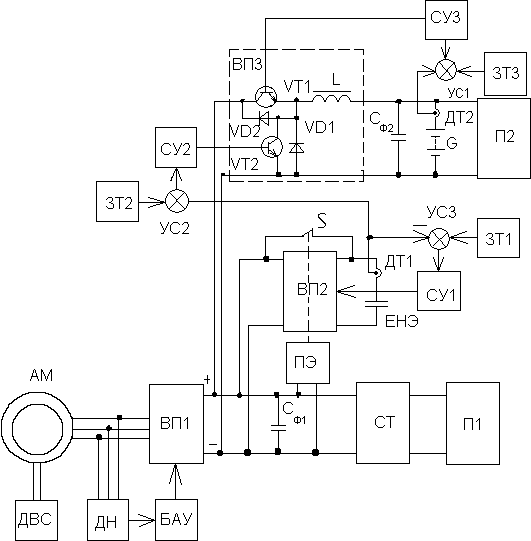 СУ3
ВП3
VT1
L
УС1
ЗТ3
VD2
VD1
Cф2
ДТ2
G
П2
СУ2
VT2
ЗТ2
УС2
S
УС3
ЗТ1
ДТ1
ВП2
СУ1
ЕНЭ
ПЭ
АМ
+
ВП1
Cф1
СТ
П1
–
–
ДВС
ДН
БАУ